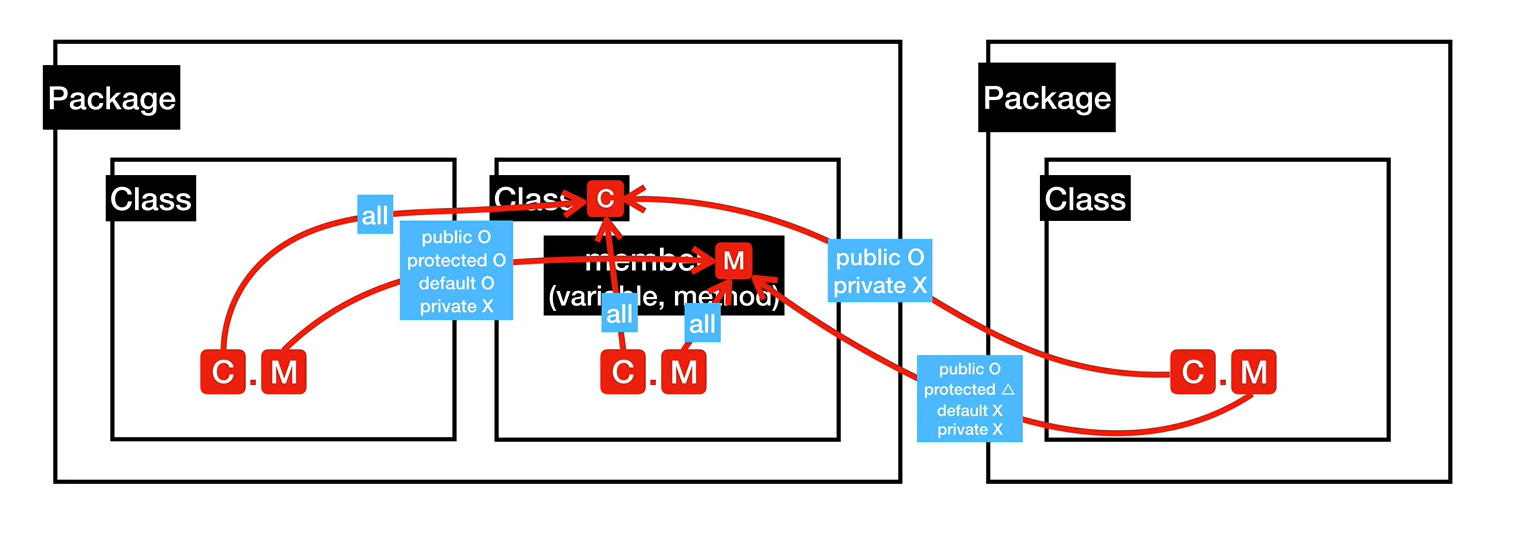 Package
Package
Class
Class
C
Class
all
public O
protected O
default O
private X
member
M
(variable, method)
public O
private X
all
all
C . M
C . M
C . M
public O
protected △
default X
private X